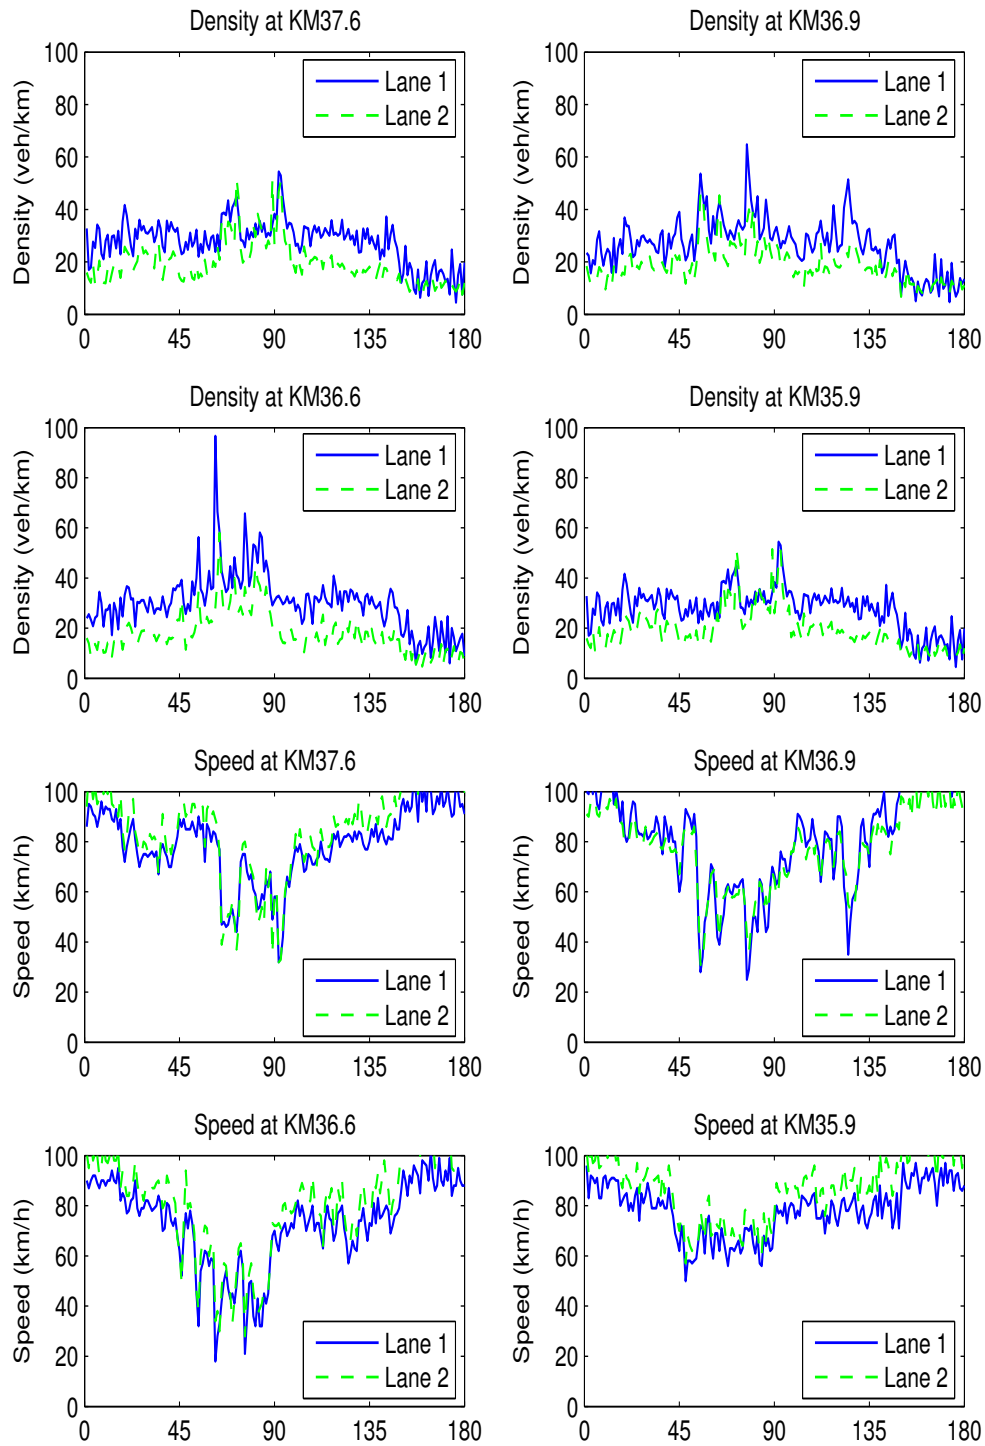 Density at KM37.6
Density (veh/km)
100
80
60
40
20
0
0 45 90 135 180
Lane 1
Lane 2
Density at KM36.9
Density (veh/km)
100
80
60
40
20
0
0 45 90 135 180
Lane 1
Lane 2
Density at KM36.6
Density (veh/km)
100
80
60
40
20
0
0 45 90 135 180
Lane 1
Lane 2
Density at KM35.9
Density (veh/km)
100
80
60
40
20
0
0 45 90 135 180
Lane 1
Lane 2
Speed at KM37.6
Speed (km/h)
100
80
60
40
20
0
0 45 90 135 180
Lane 1
Lane 2
Speed at KM36.9
Speed (km/h)
100
80
60
40
20
0
0 45 90 135 180
Lane 1
Lane 2
Speed at KM36.6
Speed (km/h)
100
80
60
40
20
0
0 45 90 135 180
Lane 1
Lane 2
Speed at KM35.9
Speed (km/h)
100
80
60
40
20
0
0 45 90 135 180
Lane 1
Lane 2